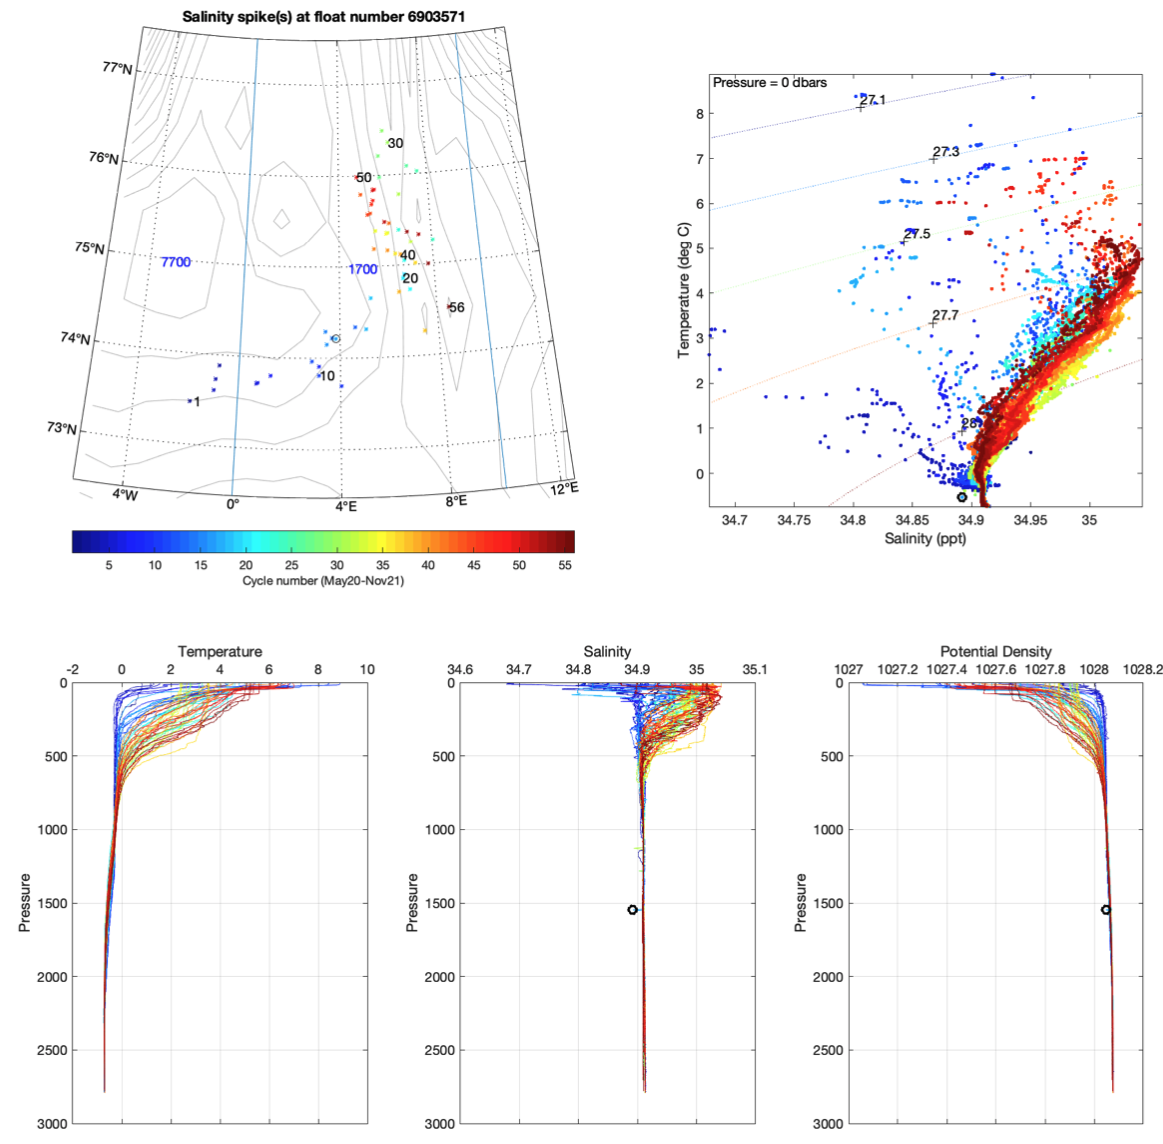 Salinity spike(s) at float number 6903571
77°N
76°N
75°N
74°N
73°N
4°W
0°
4°E
8°E
12°E
30
50
40
20
56
10
1
7700
1700
5 10 15 20 25 30 35 40 45 50 55
Cycle number (May20-Nov21)
Pressure = 0 dbars
27.1
27.3
27.5
27.7
28
8
7
6
5
4
3
2
1
0
Temperature (deg C)
34.7 34.75 34.8 34.85 34.9 34.95 35
Salinity (ppt)
Temperature
-2 0 2 4 6 8 10
0
500
1000
1500
2000
2500
3000
Pressure
Salinity
34.6 34.7 34.8 34.9 35 35.1
0
500
1000
1500
2000
2500
3000
Pressure
Potential Density
1027 1027.2 1027.4 1027.6 1027.8 1028 1028.2
0
500
1000
1500
2000
2500
3000
Pressure